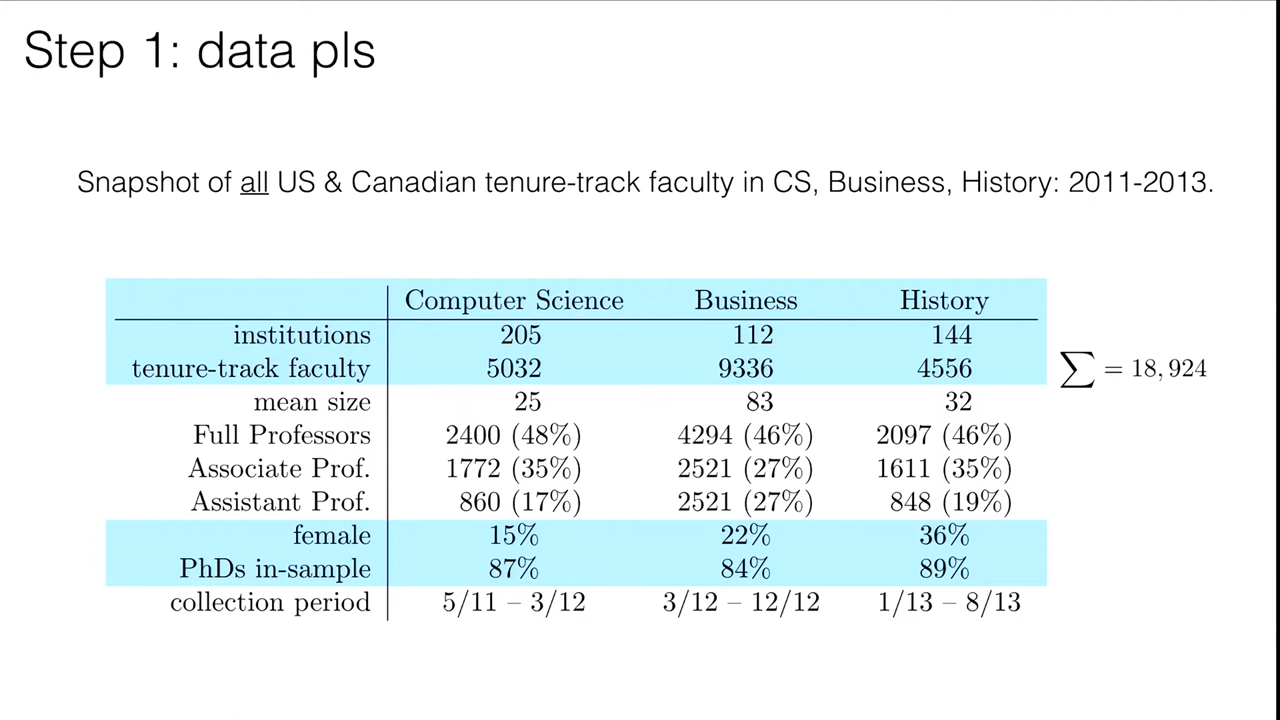 Step 1: data pls
Snapshot of all US & Canadian tenure-track faculty in CS, Business, History: 2011-2013.
Computer Science Business History
institutions 205 112 144
tenure-track faculty 5032 9336 4556 ∑ = 18,924
mean size 25 83 32
Full Professors 2400 (48%) 4294 (46%) 2097 (46%)
Associate Prof. 1772 (35%) 2521 (27%) 1611 (35%)
Assistant Prof. 860 (17%) 2521 (27%) 848 (19%)
female 15% 22% 36%
PhDs in-sample 87% 84% 89%
collection period 5/11 – 3/12 3/12 – 12/12 1/13 – 8/13